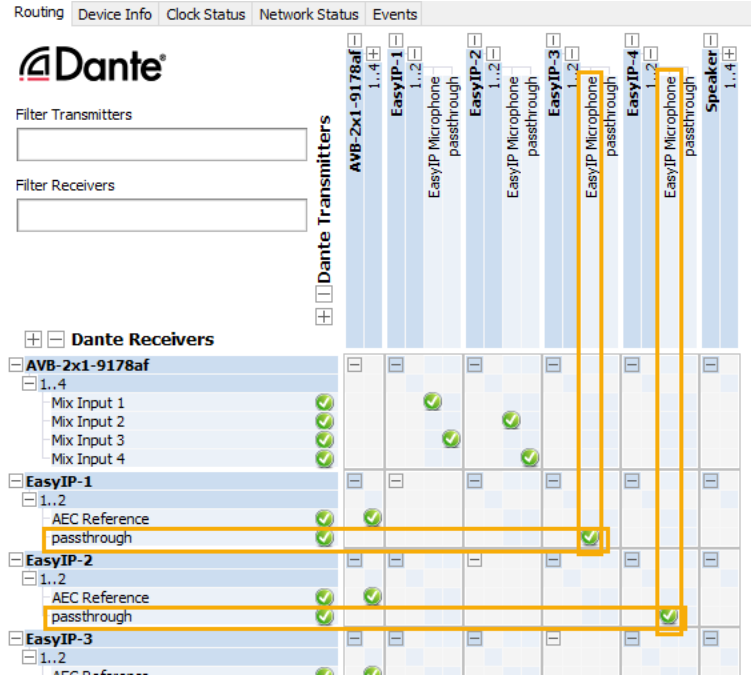 Routing Device Info Clock Status Network Status Events
Dante®
Filter Transmitters
Filter Receivers
Dante Transmitters
AVB-2x1-9178af
1..4
EasyIP-1
1..2
EasyIP Microphone
passthrough
EasyIP-2
1..2
EasyIP Microphone
passthrough
EasyIP-3
1..2
EasyIP Microphone
passthrough
EasyIP-4
1..2
EasyIP Microphone
passthrough
Speaker
1..4
Dante Receivers
AVB-2x1-9178af
1..4
Mix Input 1
Mix Input 2
Mix Input 3
Mix Input 4
EasyIP-1
1..2
AEC Reference
passthrough
EasyIP-2
1..2
AEC Reference
passthrough
EasyIP-3
1..2
AEC Reference